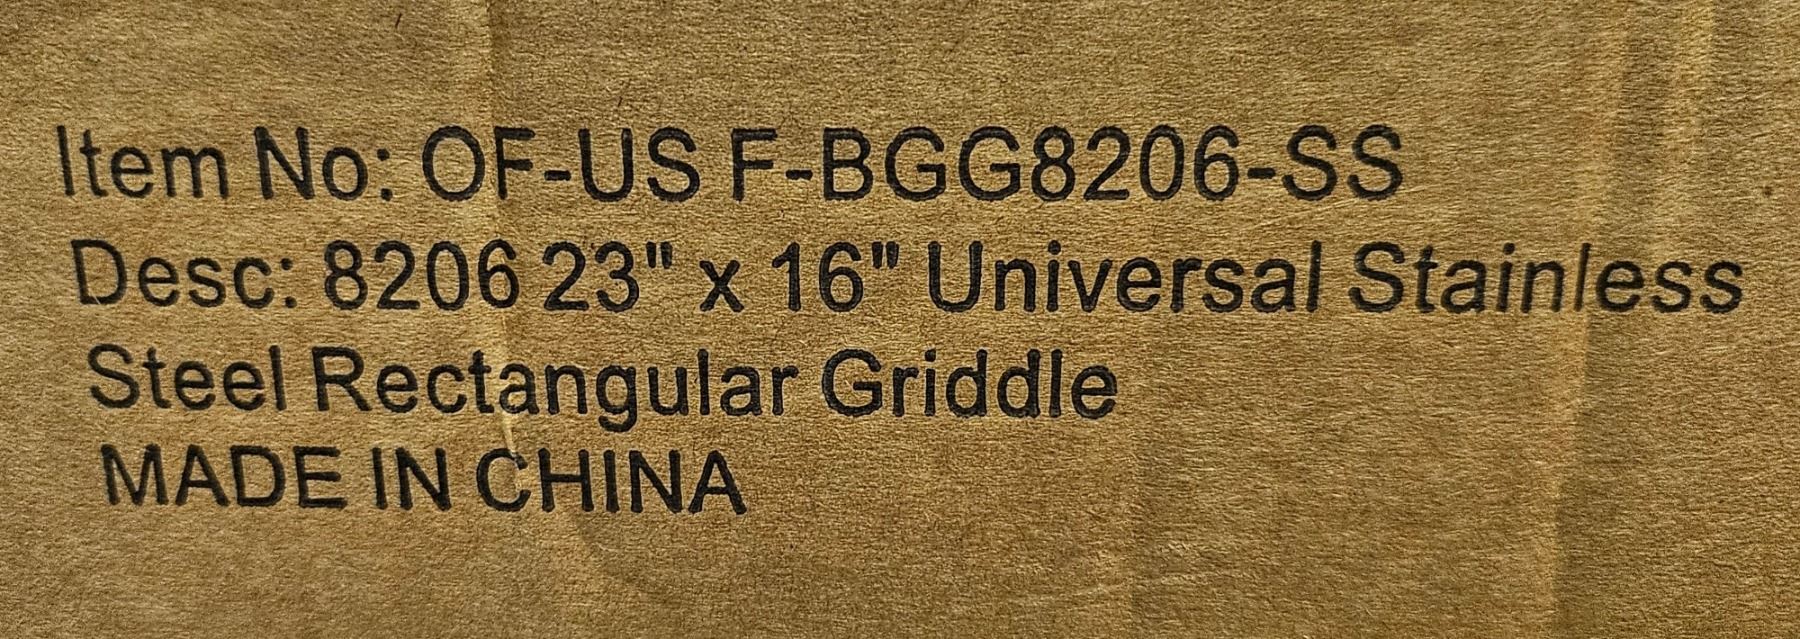 Item No: OF-US F-BGG8206-SS
Desc: 8206 23" x 16" Universal Stainless
Steel Rectangular Griddle
MADE IN CHINA